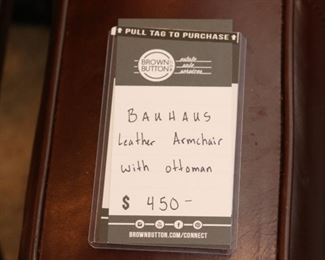 PULL TAG TO PURCHASE
BROWN
BUTTON
estate
sale
services
BAUHAUS
Leather Armchair
with ottoman
$ 450-
BROWNBUTTON.COM/CONNECT